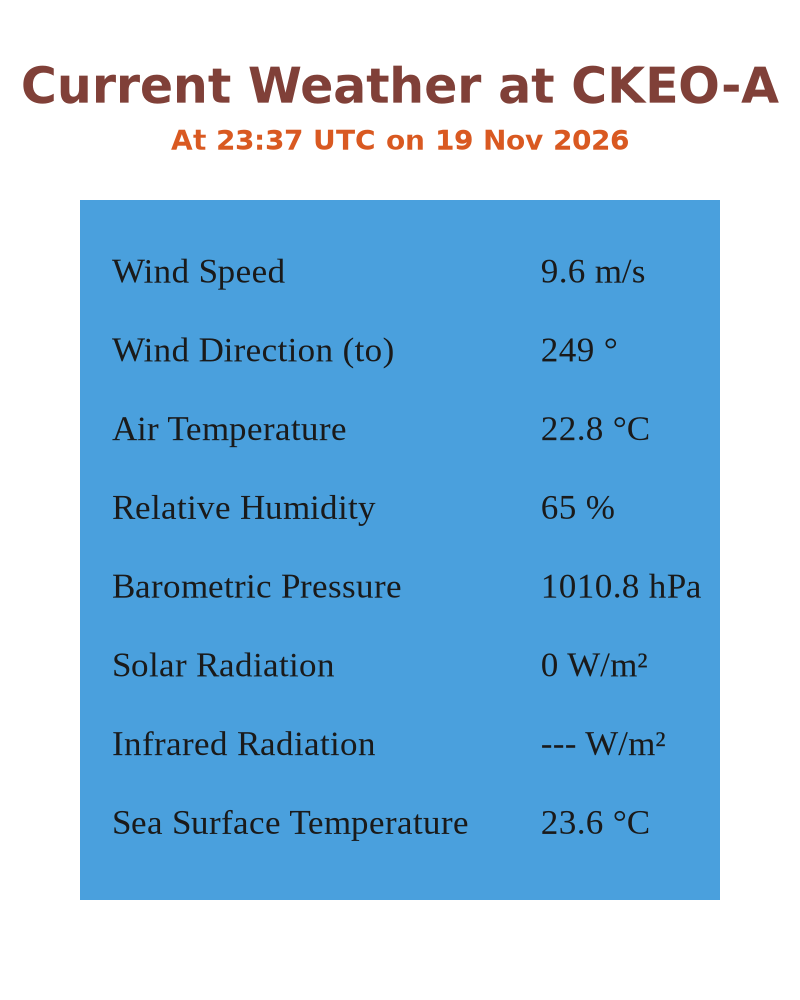 Current Weather at CKEO-A
At 23:37 UTC on 19 Nov 2026
Wind Speed 9.6 m/s
Wind Direction (to) 249 °
Air Temperature 22.8 °C
Relative Humidity 65 %
Barometric Pressure 1010.8 hPa
Solar Radiation 0 W/m²
Infrared Radiation --- W/m²
Sea Surface Temperature 23.6 °C